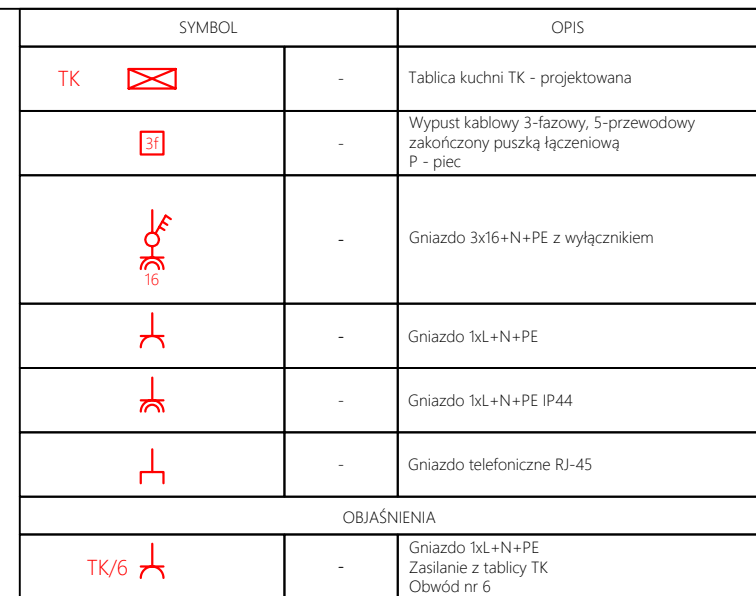 SYMBOL OPIS
TK - Tablica kuchni TK - projektowana
3f - Wypust kablowy 3-fazowy, 5-przewodowy
zakończony puszką łączeniową
P - piec
16 - Gniazdo 3x16+N+PE z wyłącznikiem
- Gniazdo 1xL+N+PE
- Gniazdo 1xL+N+PE IP44
- Gniazdo telefoniczne RJ-45
OBJAŚNIENIA
TK/6 - Gniazdo 1xL+N+PE
Zasilanie z tablicy TK
Obwód nr 6